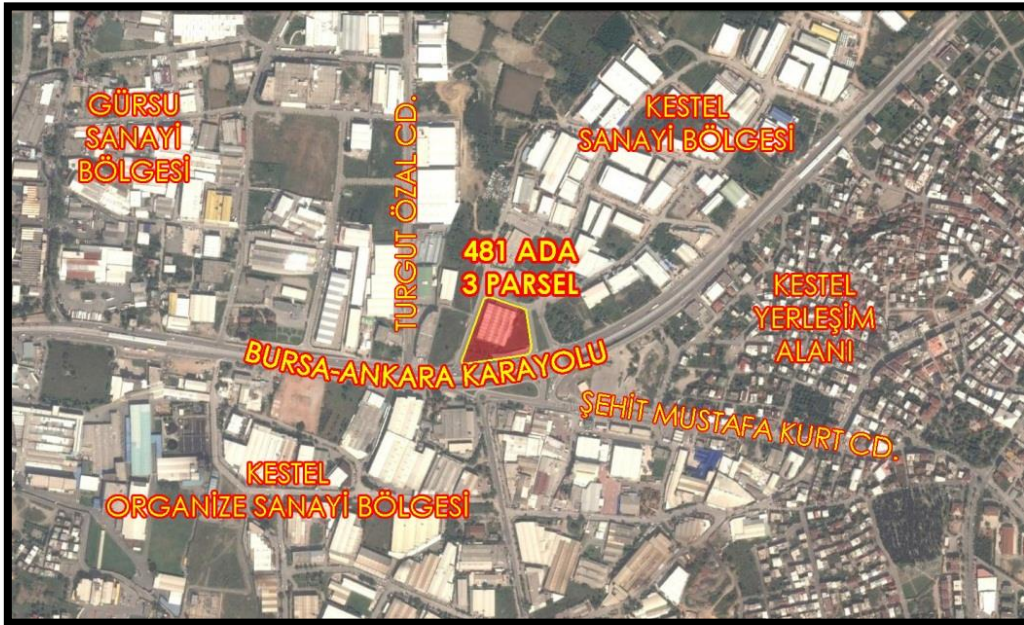 GÜRSU
SANAYİ
BÖLGESİ
TURGUT ÖZAL CD.
KESTEL
SANAYİ BÖLGESİ
481 ADA
3 PARSEL
KESTEL
YERLEŞİM
ALANI
BURSA-ANKARA KARAYOLU
ŞEHİT MUSTAFA KURT CD.
KESTEL
ORGANİZE SANAYİ BÖLGESİ